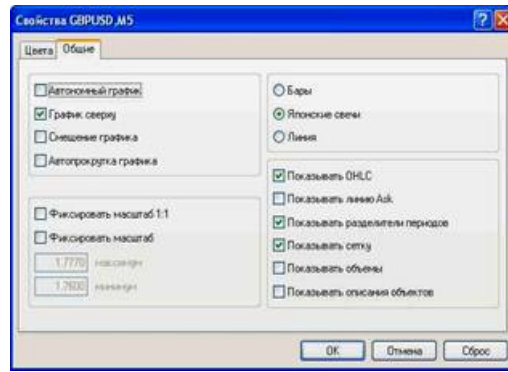 Свойства GBPUSD,M5
Цвета Общие
Автономный график
График сверху
Смещение графика
Автопрокрутка графика
Фиксировать масштаб 1:1
Фиксировать масштаб
1.7770 максимум
1.7600 минимум
Бары
Японские свечи
Линия
Показывать OHLC
Показывать линию Ask
Показывать разделители периодов
Показывать сетку
Показывать объемы
Показывать описания объектов
OK Отмена Сброс